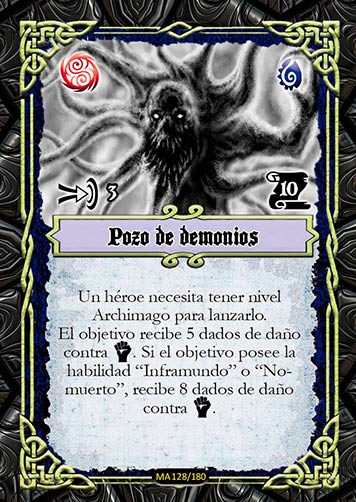 3
10
Pozo de demonios
Un héroe necesita tener nivel
Archimago para lanzarlo.
El objetivo recibe 5 dados de daño
contra . Si el objetivo posee la
habilidad “Inframundo” o “No-
muerto”, recibe 8 dados de daño
contra .
MA128/180